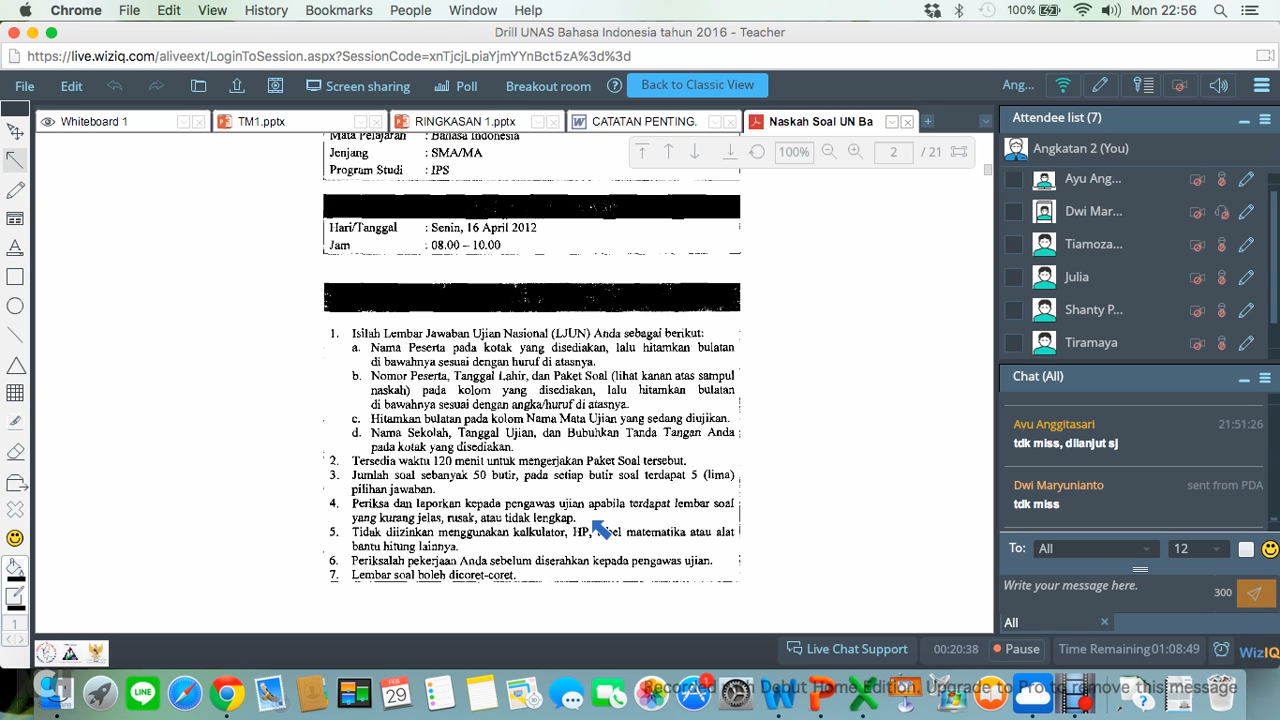 Chrome File Edit View History Bookmarks People Window Help 100% Mon 22:56
Drill UNAS Bahasa Indonesia tahun 2016 - Teacher
https://live.wiziq.com/aliveext/LoginToSession.aspx?SessionCode=xnTjcjLpiaYjmYYnBct5zA%3d%3d
File Edit Screen sharing Poll Breakout room ? Back to Classic View Ang...
Whiteboard 1 TM1.pptx RINGKASAN 1.pptx CATATAN PENTING. Naskah Soal UN Ba
100% 2 / 21
Mata Pelajaran : Bahasa Indonesia
Jenjang : SMA/MA
Program Studi : IPS
Hari/Tanggal : Senin, 16 April 2012
Jam : 08.00 – 10.00
1. Isilah Lembar Jawaban Ujian Nasional (LJUN) Anda sebagai berikut:
a. Nama Peserta pada kotak yang disediakan, lalu hitamkan bulatan
di bawahnya sesuai dengan huruf di atasnya.
b. Nomor Peserta, Tanggal Lahir, dan Paket Soal (lihat kanan atas sampul
naskah) pada kolom yang disediakan, lalu hitamkan bulatan
di bawahnya sesuai dengan angka/huruf di atasnya.
c. Hitamkan bulatan pada kolom Nama Mata Ujian yang sedang diujikan.
d. Nama Sekolah, Tanggal Ujian, dan Bubuhkan Tanda Tangan Anda
pada kotak yang disediakan.
2. Tersedia waktu 120 menit untuk mengerjakan Paket Soal tersebut.
3. Jumlah soal sebanyak 50 butir, pada setiap butir soal terdapat 5 (lima)
pilihan jawaban.
4. Periksa dan laporkan kepada pengawas ujian apabila terdapat lembar soal
yang kurang jelas, rusak, atau tidak lengkap.
5. Tidak diizinkan menggunakan kalkulator, HP, matematika atau alat
bantu hitung lainnya.
6. Periksalah pekerjaan Anda sebelum diserahkan kepada pengawas ujian.
7. Lembar soal boleh dicoret-coret.
Attendee list (7)
Angkatan 2 (You)
Ayu Ang...
Dwi Mar...
Tiamoza...
Julia
Shanty P...
Tiramaya
Chat (All)
Avu Anggitasari 21:51:26
tdk miss, dilanjut sj
Dwi Maryunianto sent from PDA
tdk miss
To: All 12
Write your message here. 300
All
1
Live Chat Support 00:20:38 Pause Time Remaining 01:08:49 WizIQ
LINE FEB 29
Recorded with Debut Home Edition. Upgrade to Pro to remove this message